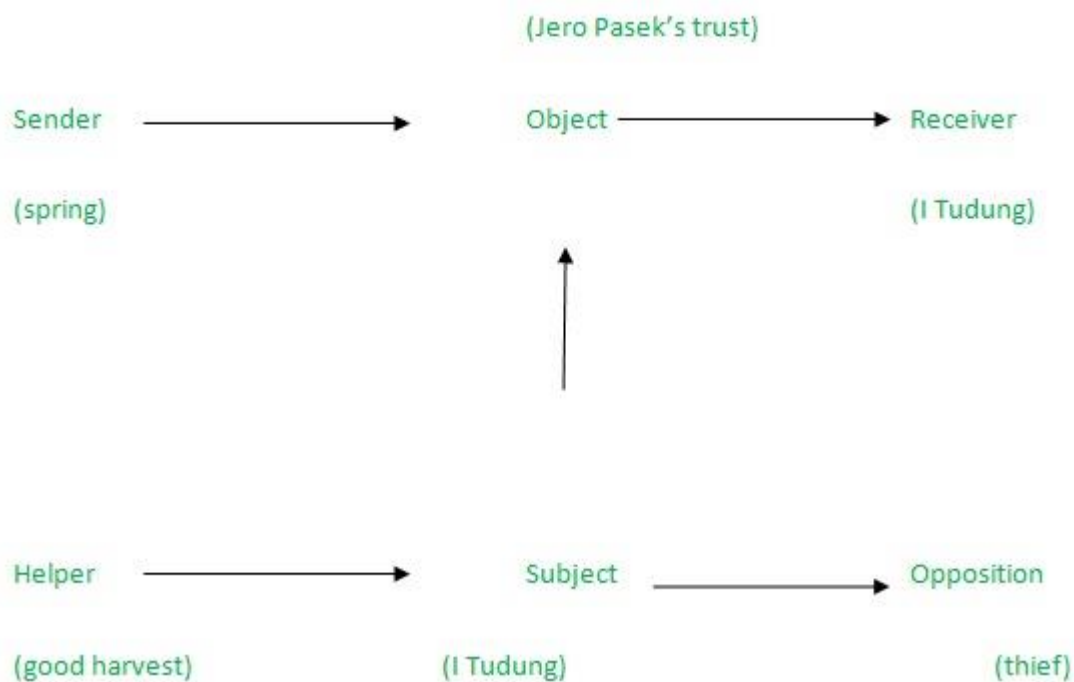 (Jero Pasek’s trust)
Sender Object Receiver
(spring) (I Tudung)
Helper Subject Opposition
(good harvest) (I Tudung) (thief)